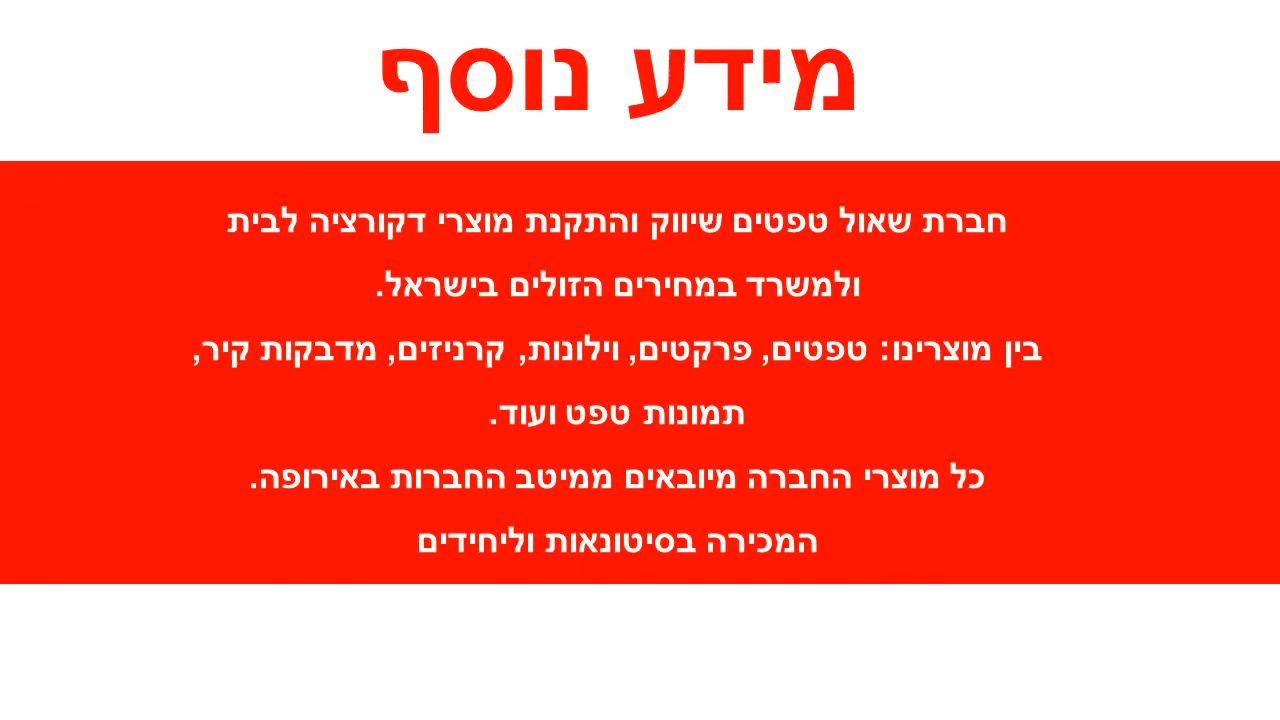 מידע נוסף
חברת שאול טפטים שיווק והתקנת מוצרי דקורציה לבית
ולמשרד במחירים הזולים בישראל.
בין מוצרינו: טפטים, פרקטים, וילונות, קרניזים, מדבקות קיר,
תמונות טפט ועוד.
כל מוצרי החברה מיובאים ממיטב החברות באירופה.
המכירה בסיטונאות וליחידים